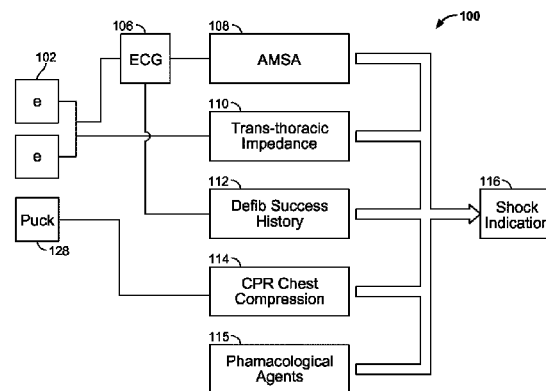 100
106
108
102
ECG
AMSA
e
110
Trans-thoracic
Impedance
e
112
116
Defib Success
History
Shock
Indication
Puck
128
114
CPR Chest
Compression
115
Phamacological
Agents